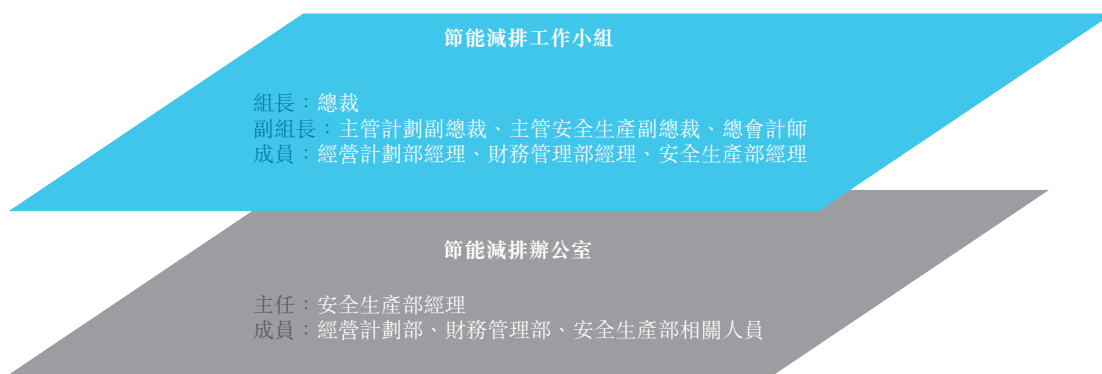 節能減排工作小組
組長：總裁
副組長：主管計劃副總裁、主管安全生產副總裁、總會計師
成員：經營計劃部經理、財務管理部經理、安全生產部經理
節能減排辦公室
主任：安全生產部經理
成員：經營計劃部、財務管理部、安全生產部相關人員